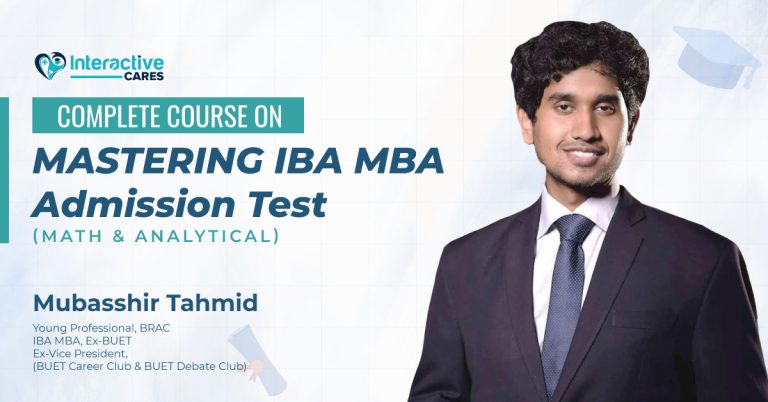 Interactive
CARES
COMPLETE COURSE ON
MASTERING IBA MBA
Admission Test
(MATH & ANALYTICAL)
Mubasshir Tahmid
Young Professional, BRAC
IBA MBA, Ex-BUET
Ex-Vice President,
(BUET Career Club & BUET Debate Club)